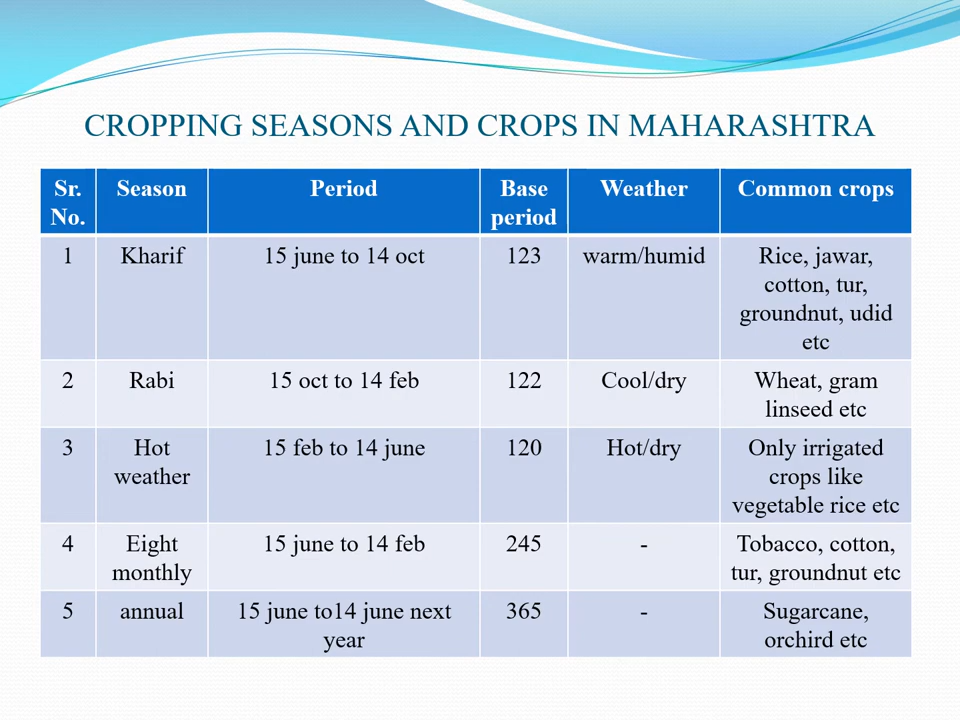 CROPPING SEASONS AND CROPS IN MAHARASHTRA
Sr. No. Season Period Base period Weather Common crops
1 Kharif 15 june to 14 oct 123 warm/humid Rice, jawar, cotton, tur, groundnut, udid etc
2 Rabi 15 oct to 14 feb 122 Cool/dry Wheat, gram linseed etc
3 Hot weather 15 feb to 14 june 120 Hot/dry Only irrigated crops like vegetable rice etc
4 Eight monthly 15 june to 14 feb 245 - Tobacco, cotton, tur, groundnut etc
5 annual 15 june to14 june next year 365 - Sugarcane, orchird etc